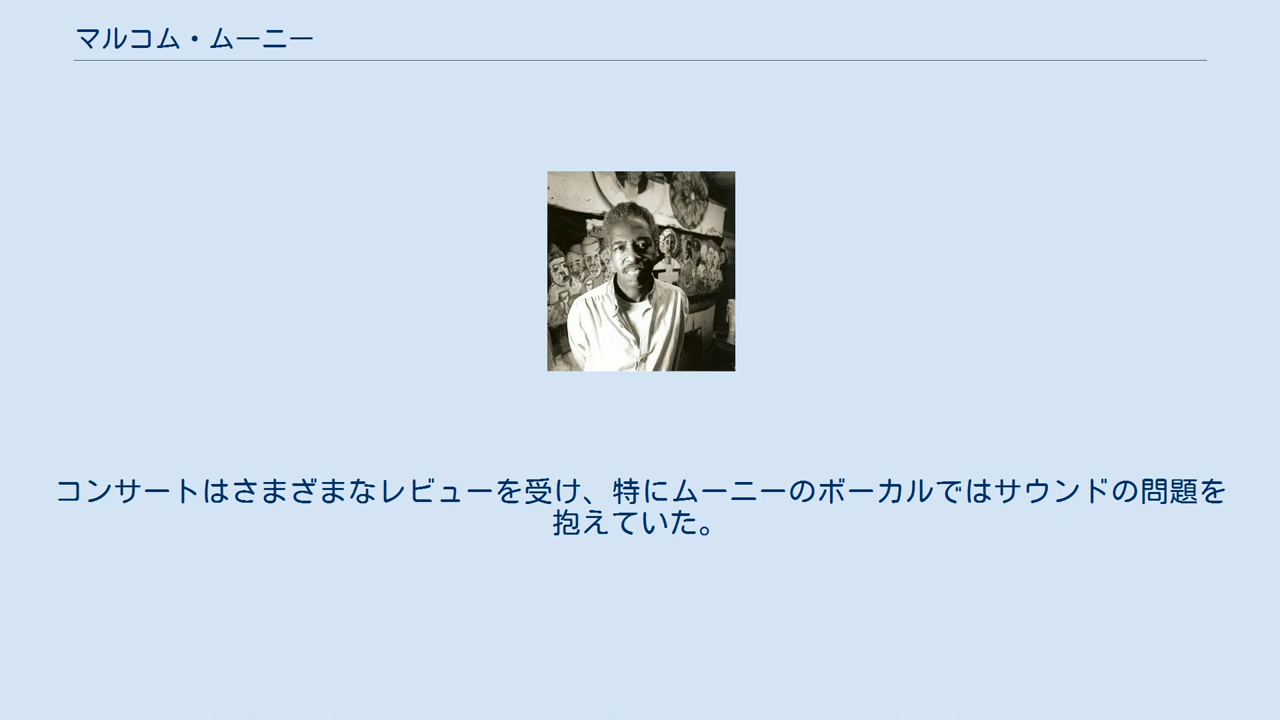 マルコム・ムーニー
コンサートはさまざまなレビューを受け、特にムーニーのボーカルではサウンドの問題を
抱えていた。